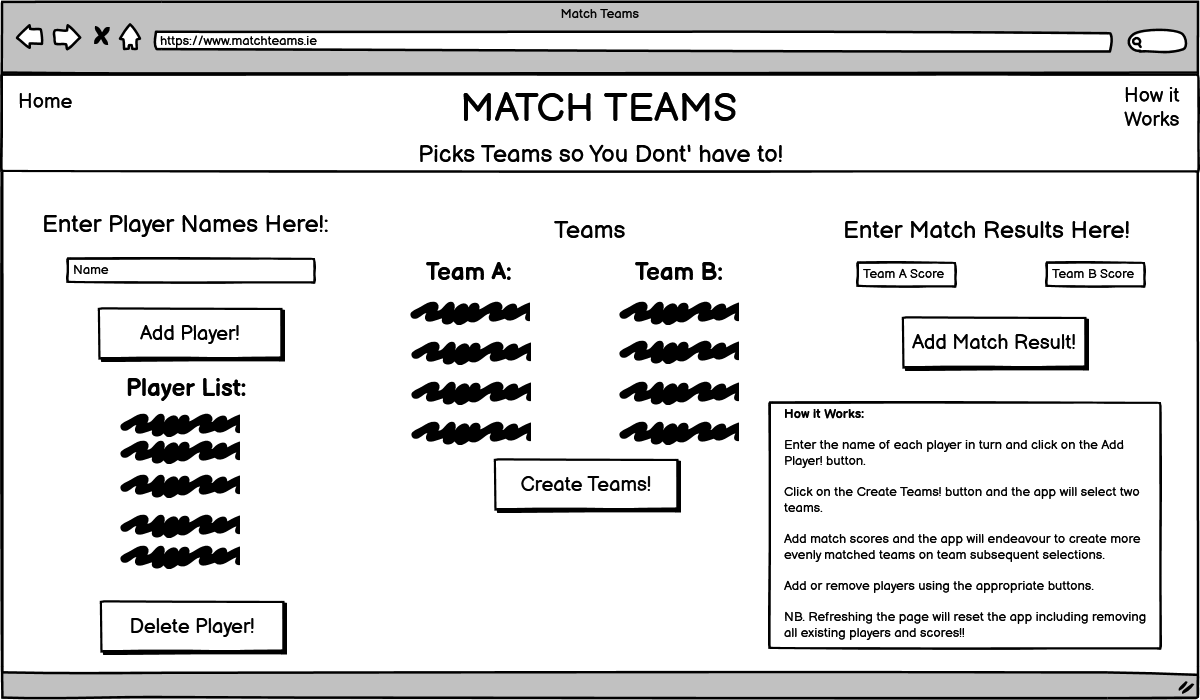 Match Teams
https://www.matchteams.ie
Home
MATCH TEAMS
How it
Works
Picks Teams so You Dont' have to!
Enter Player Names Here!:
Name
Add Player!
Player List:
Delete Player!
Teams
Team A:
Team B:
Create Teams!
Enter Match Results Here!
Team A Score
Team B Score
Add Match Result!
How it Works:
Enter the name of each player in turn and click on the Add
Player! button.
Click on the Create Teams! button and the app will select two
teams.
Add match scores and the app will endeavour to create more
evenly matched teams on team subsequent selections.
Add or remove players using the appropriate buttons.
NB. Refreshing the page will reset the app including removing
all existing players and scores!!